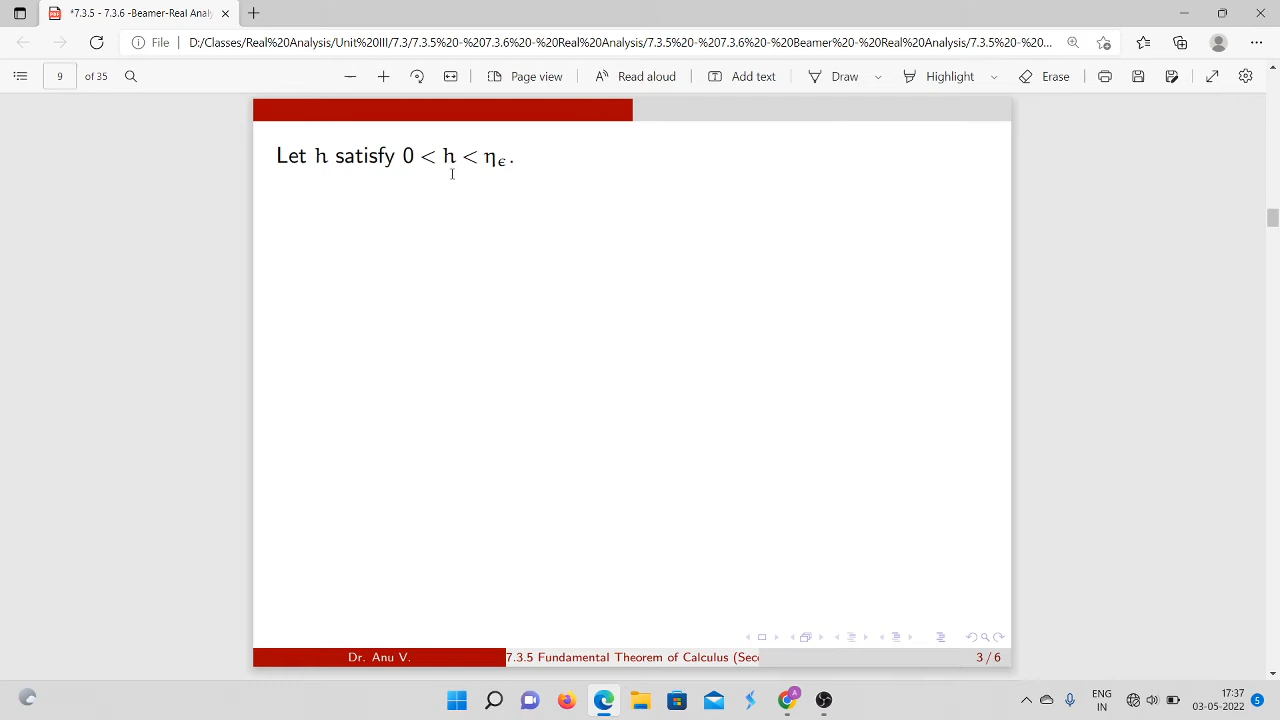 *7.3.5 - 7.3.6 -Beamer-Real Anal
File
D:/Classes/Real%20Analysis/Unit%20III/7.3/7.3.5%20-%207.3.6%20-%20Real%20Analysis/7.3.5%20-%207.3.6%20-%20Beamer%20-%20Real%20Analysis/7.3.5%20-%20...
9 of 35
Page view
Read aloud
Add text
Draw
Highlight
Erase
Let h satisfy 0 < h < ηϵ.
Dr. Anu V.
7.3.5 Fundamental Theorem of Calculus (Seco
3 / 6
ENG
IN
17:37
03-05-2022
5